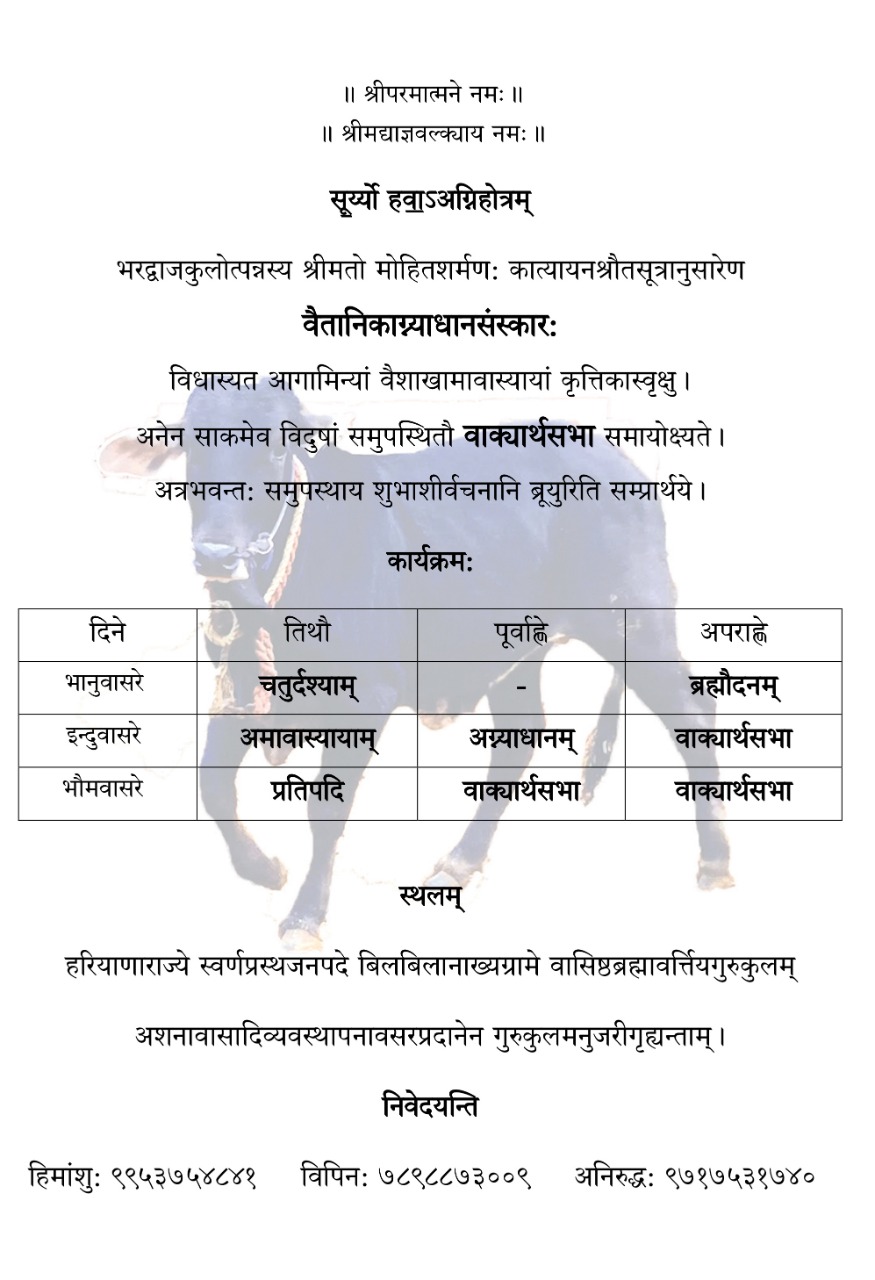 ॥ श्रीपरमात्मने नमः ॥
॥ श्रीमद्याज्ञवल्क्याय नमः ॥
सूर्य्यो हवाऽअग्निहोत्रम्
भरद्वाजकुलोत्पन्नस्य श्रीमतो मोहितशर्मण: कात्यायनश्रौतसूत्रानुसारेण
वैतानिकाग्न्याधानसंस्कार:
विधास्यत आगामिन्यां वैशाखामावास्यायां कृत्तिकास्वृक्षु ।
अनेन साकमेव विदुषां समुपस्थितौ वाक्यार्थसभा समायोक्ष्यते ।
अत्रभवन्त: समुपस्थाय शुभाशीर्वचनानि ब्रूयुरिति सम्प्रार्थये ।
कार्यक्रम:
दिने तिथौ पूर्वाह्णे अपराह्णे
भानुवासरे चतुर्दश्याम् - ब्रह्मौदनम्
इन्दुवासरे अमावास्यायाम् अग्न्याधानम् वाक्यार्थसभा
भौमवासरे प्रतिपदि वाक्यार्थसभा वाक्यार्थसभा
स्थलम्
हरियाणाराज्ये स्वर्णप्रस्थजनपदे बिलबिलानाख्यग्रामे वासिष्ठब्रह्मावर्त्तियगुरुकुलम्
अशनावासादिव्यवस्थापनावसरप्रदानेन गुरुकुलमनुजरीगृह्यन्ताम् ।
निवेदयन्ति
हिमांशु: ९९५३७५४८४१ विपिन: ७८९८८७३००९ अनिरुद्ध: ९७१७५३१७४०